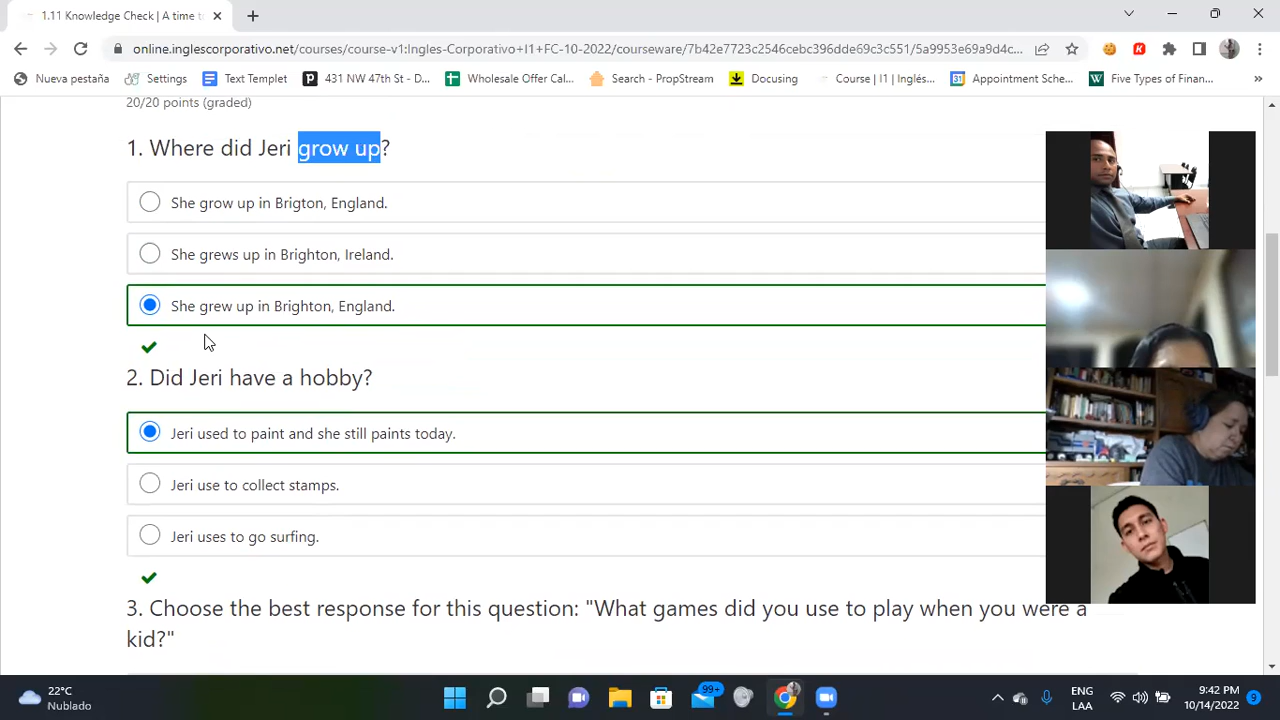 1.11 Knowledge Check | A time to
online.inglescorporativo.net/courses/course-v1:Ingles-Corporativo+I1+FC-10-2022/courseware/7b42e7723c2546cebc396dde69c3c551/5a9953e69a9d4c...
Nueva pestaña Settings Text Templet 431 NW 47th St - D... Wholesale Offer Cal... Search - PropStream Docusing Course | I1 | Ingles... Appointment Sche... Five Types of Finan...
20/20 points (graded)
1. Where did Jeri grow up?
She grow up in Brigton, England.
She grews up in Brighton, Ireland.
She grew up in Brighton, England.
2. Did Jeri have a hobby?
Jeri used to paint and she still paints today.
Jeri use to collect stamps.
Jeri uses to go surfing.
3. Choose the best response for this question: "What games did you use to play when you were a
kid?"
22°C
Nublado
99+
ENG
LAA
9:42 PM
10/14/2022
9